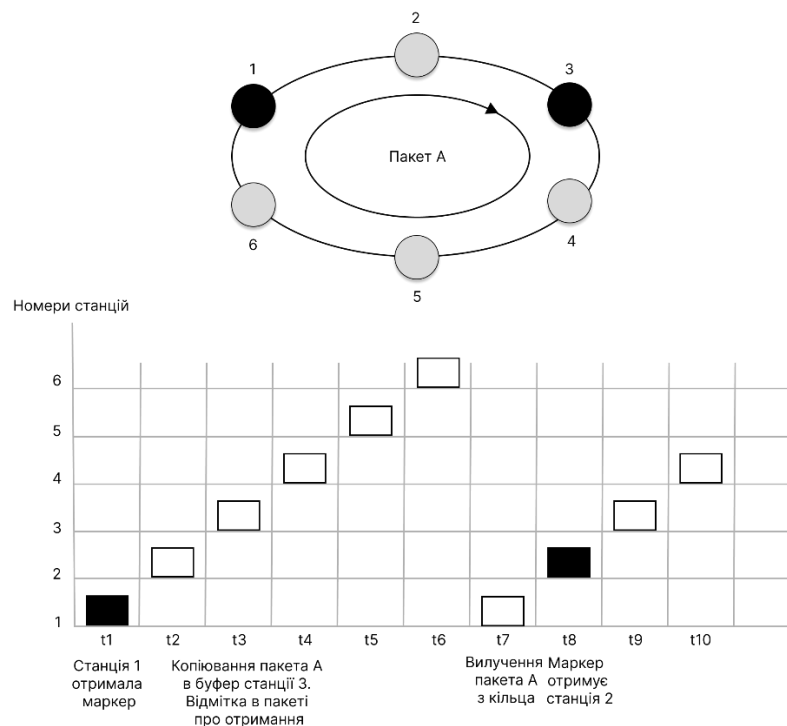 2
1
3
Пакет А
6
4
5
Номери станцій
6
5
4
3
2
1
t1 t2 t3 t4 t5 t6 t7 t8 t9 t10
Станція 1
отримала
маркер
Копіювання пакета А
в буфер станції 3.
Відмітка в пакеті
про отримання
Вилучення
пакета А
з кільця
Маркер
отримує
станція 2